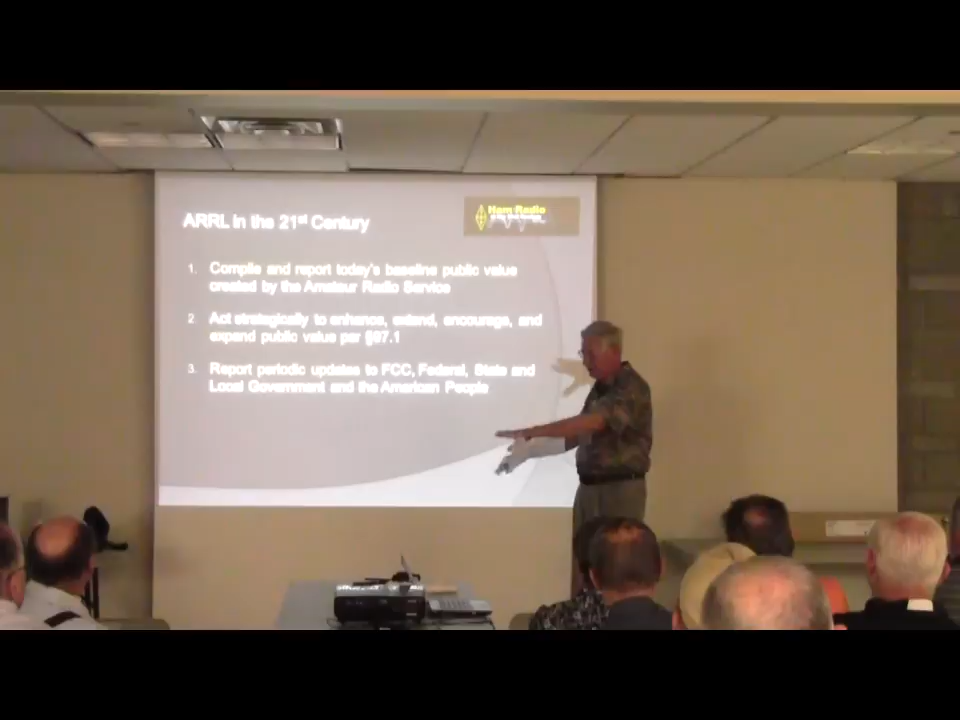 ARRL in the 21st Century
Ham Radio
1. Compile and report today's baseline public value
created by the Amateur Radio Service
2. Act strategically to enhance, extend, encourage, and
expand public value per §97.1
3. Report periodic updates to FCC, Federal, State and
Local Government and the American People